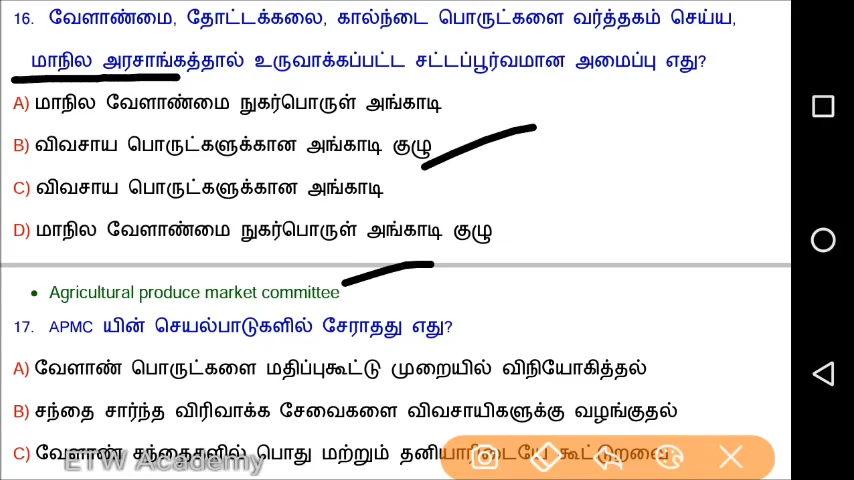 16. வேளாண்மை, தோட்டக்கலை, கால்ந்டை பொருட்களை வர்த்தகம் செய்ய,
மாநில அரசாங்கத்தால் உருவாக்கப்பட்ட சட்டப்பூர்வமான அமைப்பு எது?
A) மாநில வேளாண்மை நுகர்பொருள் அங்காடி
B) விவசாய பொருட்களுக்கான அங்காடி குழு
C) விவசாய பொருட்களுக்கான அங்காடி
D) மாநில வேளாண்மை நுகர்பொருள் அங்காடி குழு
• Agricultural produce market committee
17. APMC யின் செயல்பாடுகளில் சேராதது எது?
A) வேளாண் பொருட்களை மதிப்புகூட்டு முறையில் விநியோகித்தல்
B) சந்தை சார்ந்த விரிவாக்க சேவைகளை விவசாயிகளுக்கு வழங்குதல்
C) வேளாண் சந்தைகளில் பொது மற்றும் தனியாரிடையே கூட்டுறவை
ETW Academy